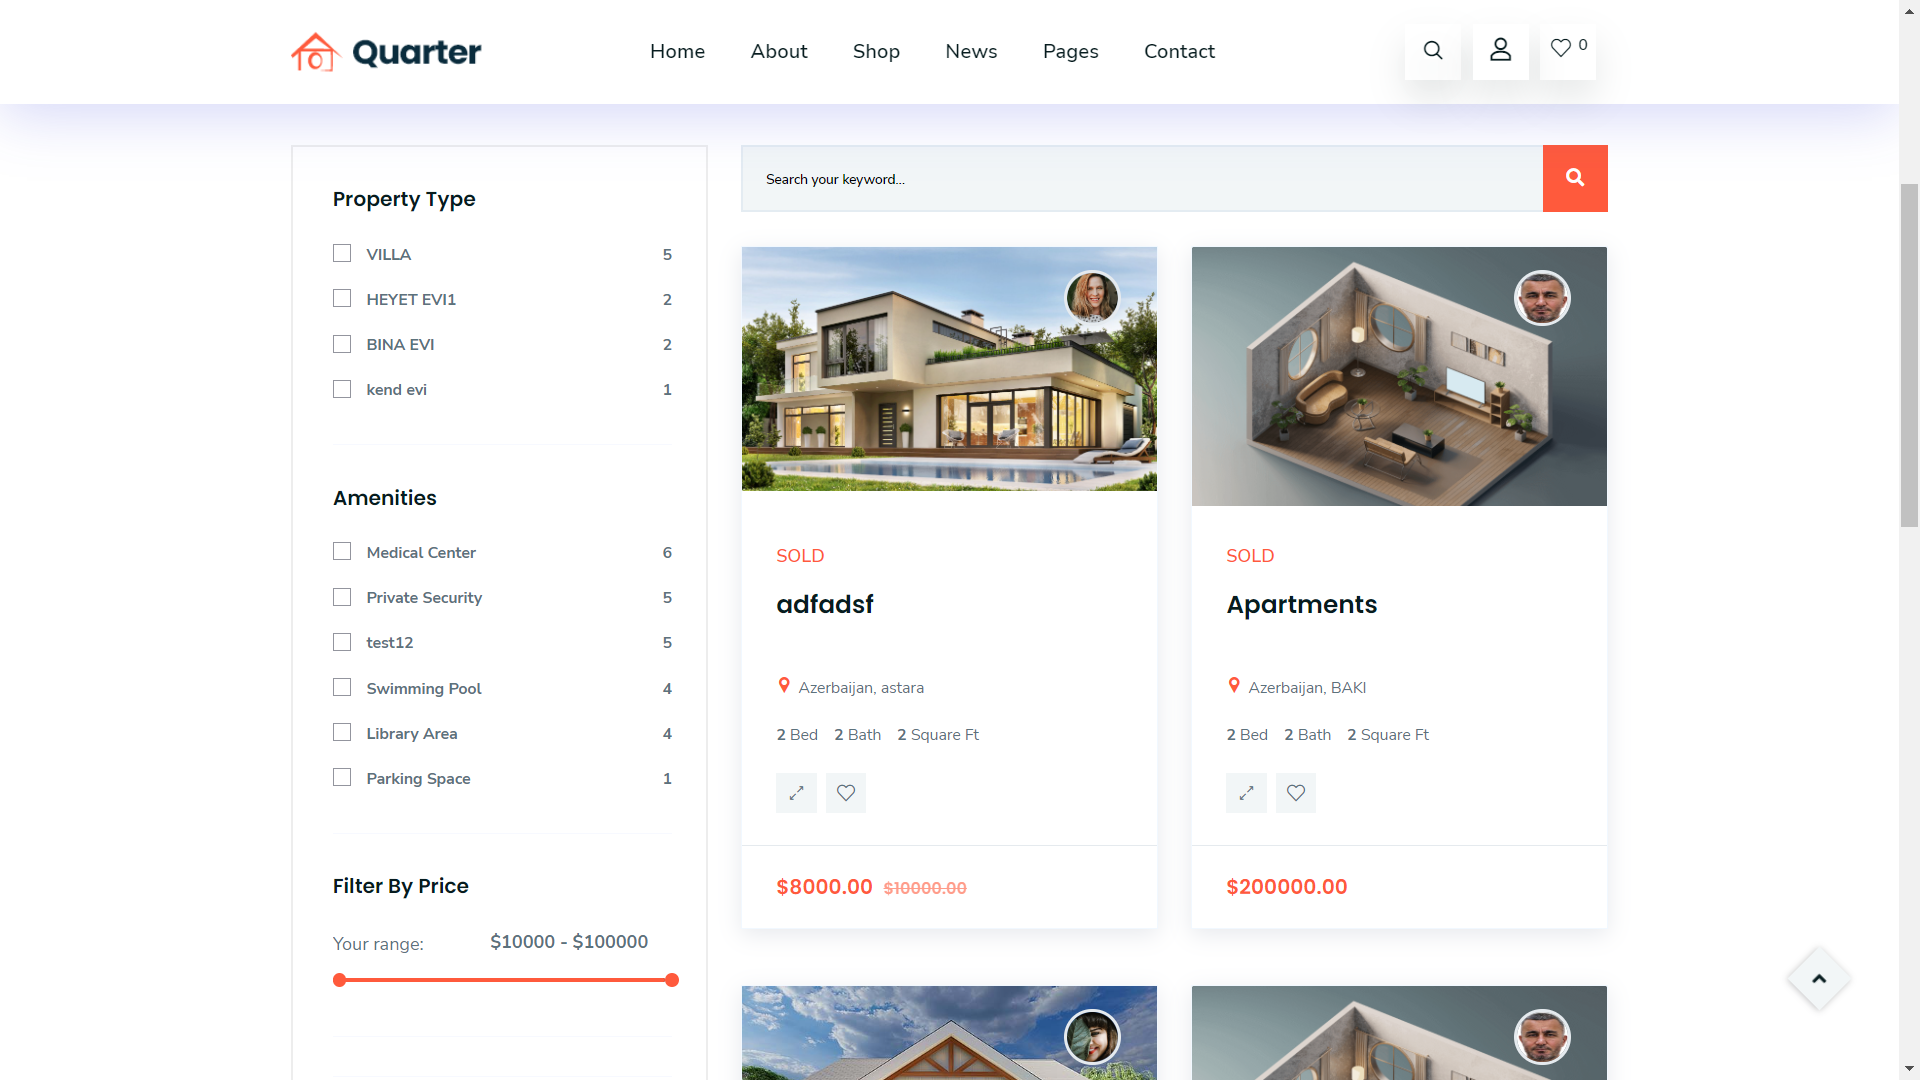 Quarter
Home About Shop News Pages Contact
0
Property Type
VILLA 5
HEYET EVI1 2
BINA EVI 2
kend evi 1
Amenities
Medical Center 6
Private Security 5
test12 5
Swimming Pool 4
Library Area 4
Parking Space 1
Filter By Price
Your range: $10000 - $100000
Search your keyword...
SOLD
adfadsf
Azerbaijan, astara
2 Bed 2 Bath 2 Square Ft
$8000.00 $10000.00
SOLD
Apartments
Azerbaijan, BAKI
2 Bed 2 Bath 2 Square Ft
$200000.00